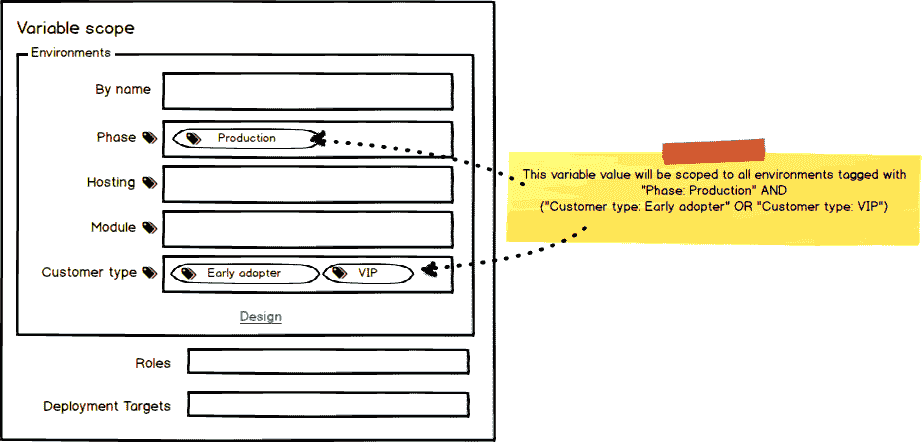 Variable scope
Environments
By name
Phase
Production
Hosting
Module
Customer type
Early adopter
VIP
Design
Roles
Deployment Targets
This variable value will be scoped to all environments tagged with
"Phase: Production" AND
("Customer type: Early adopter" OR "Customer type: VIP")